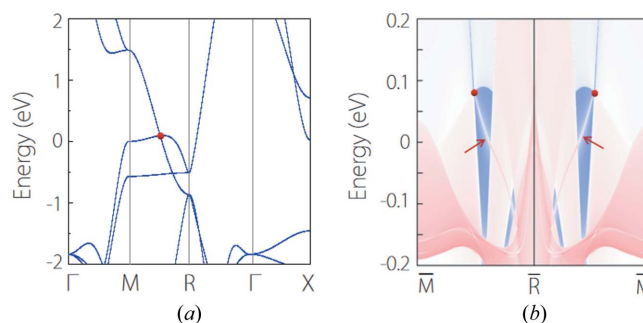 2
1
0
-1
-2
Energy (eV)
Γ M R Γ X
(a)
0.2
0.1
0
-0.1
-0.2
Energy (eV)
M̅ R̅ M̅
(b)